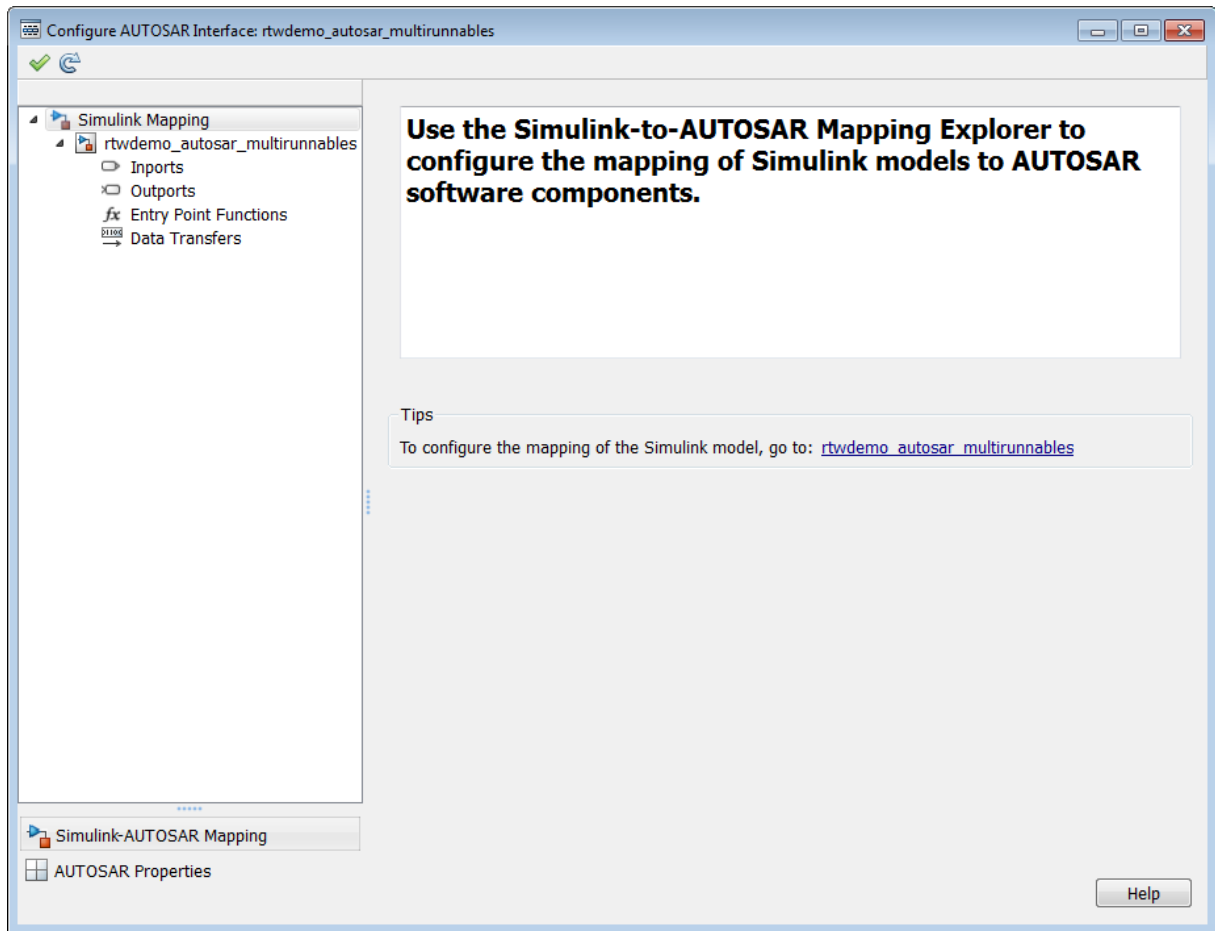 Configure AUTOSAR Interface: rtwdemo_autosar_multirunnables
Simulink Mapping
rtwdemo_autosar_multirunnables
Inports
Outports
fx Entry Point Functions
Data Transfers
Use the Simulink-to-AUTOSAR Mapping Explorer to
configure the mapping of Simulink models to AUTOSAR
software components.
Tips
To configure the mapping of the Simulink model, go to: rtwdemo_autosar_multirunnables
Simulink-AUTOSAR Mapping
AUTOSAR Properties
Help